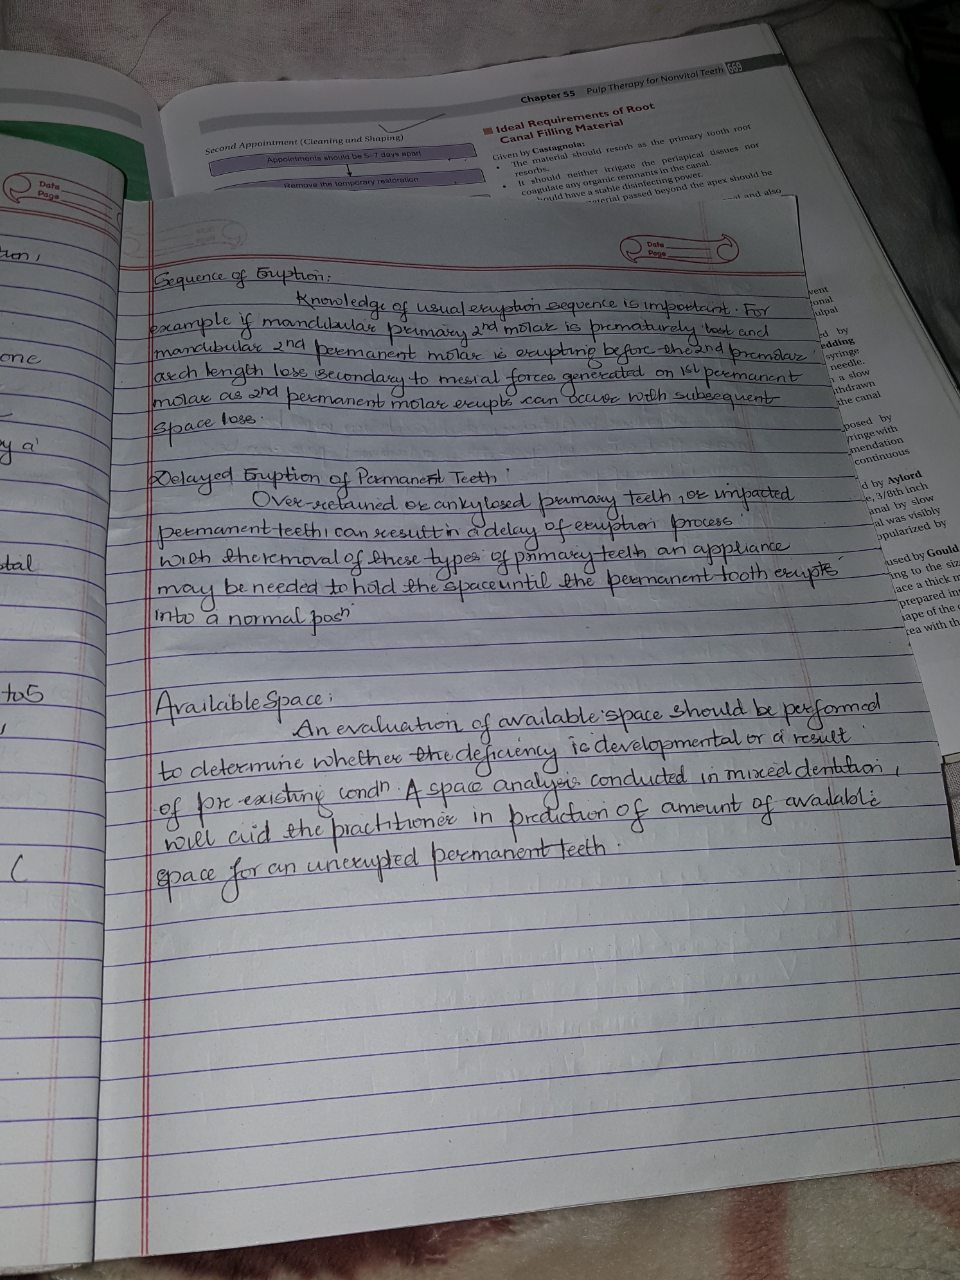 Chapter 55 Pulp Therapy for Nonvital Teeth
Second Appointment (Cleaning and Shaping)
Appointments should be 5-7 days apart
Remove the temporary restoration
Ideal Requirements of Root
Canal Filling Material
Given by Castagnola:
• The material should resorb as the primary tooth root
resorbs.
• It should neither irrigate the periapical tissues nor
coagulate any organic remnants in the canal.
should have a stable disinfecting power.
material passed beyond the apex should be
and also
Date
Page
one
y a
tal
to 5
Date
Page
Sequence of Eruption:
Knowledge of usual eruption sequence is important. For
example if mandibular primary 2nd molar is prematurely lost and
mandibular 2nd permanent molar is erupting before the 2nd premolar,
arch length lose secondary to mesial forces generated on 1st permanent
molar as 2nd permanent molar erupts can occur with subsequent
space lose.
Delayed Eruption of Permanent Teeth:
Over-retained or ankylosed primary teeth, or impacted
permanent teeth, can result in a delay of eruption process.
with the removal of these types of primary teeth an appliance
may be needed to hold the space until the permanent tooth erupts
into a normal posn
Available Space:
An evaluation of available space should be performed
to determine whether the deficiency is developmental or a result
of pre-existing condn. A space analysis conducted in mixed dentition,
will aid the practitioner in prediction of amount of available
space for an unerupted permanent teeth.
vent
onal
ulpal
ed by
edding
syringe
needle.
a slow
thdrawn
the canal
posed by
yringe with
mendation
continuous
d by Aylord
e, 3/8th inch
anal by slow
al was visibly
opularized by
used by Gould
ing to the siz
lace a thick m
prepared in
ape of the
rea with th